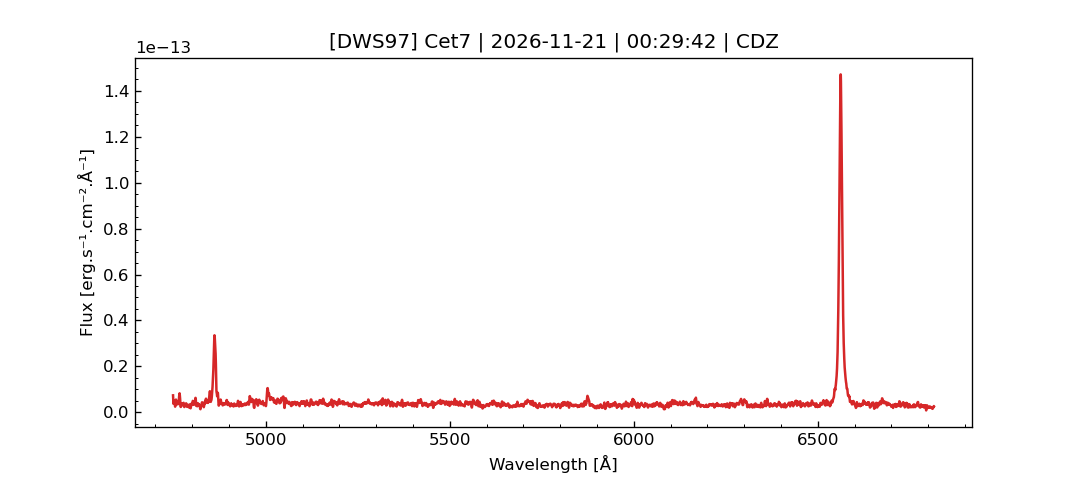 [DWS97] Cet7 | 2026-11-21 | 00:29:42 | CDZ
1e−13
1.4
1.2
1.0
0.8
0.6
0.4
0.2
0.0
Flux [erg.s⁻¹.cm⁻².Å⁻¹]
5000 5500 6000 6500
Wavelength [Å]